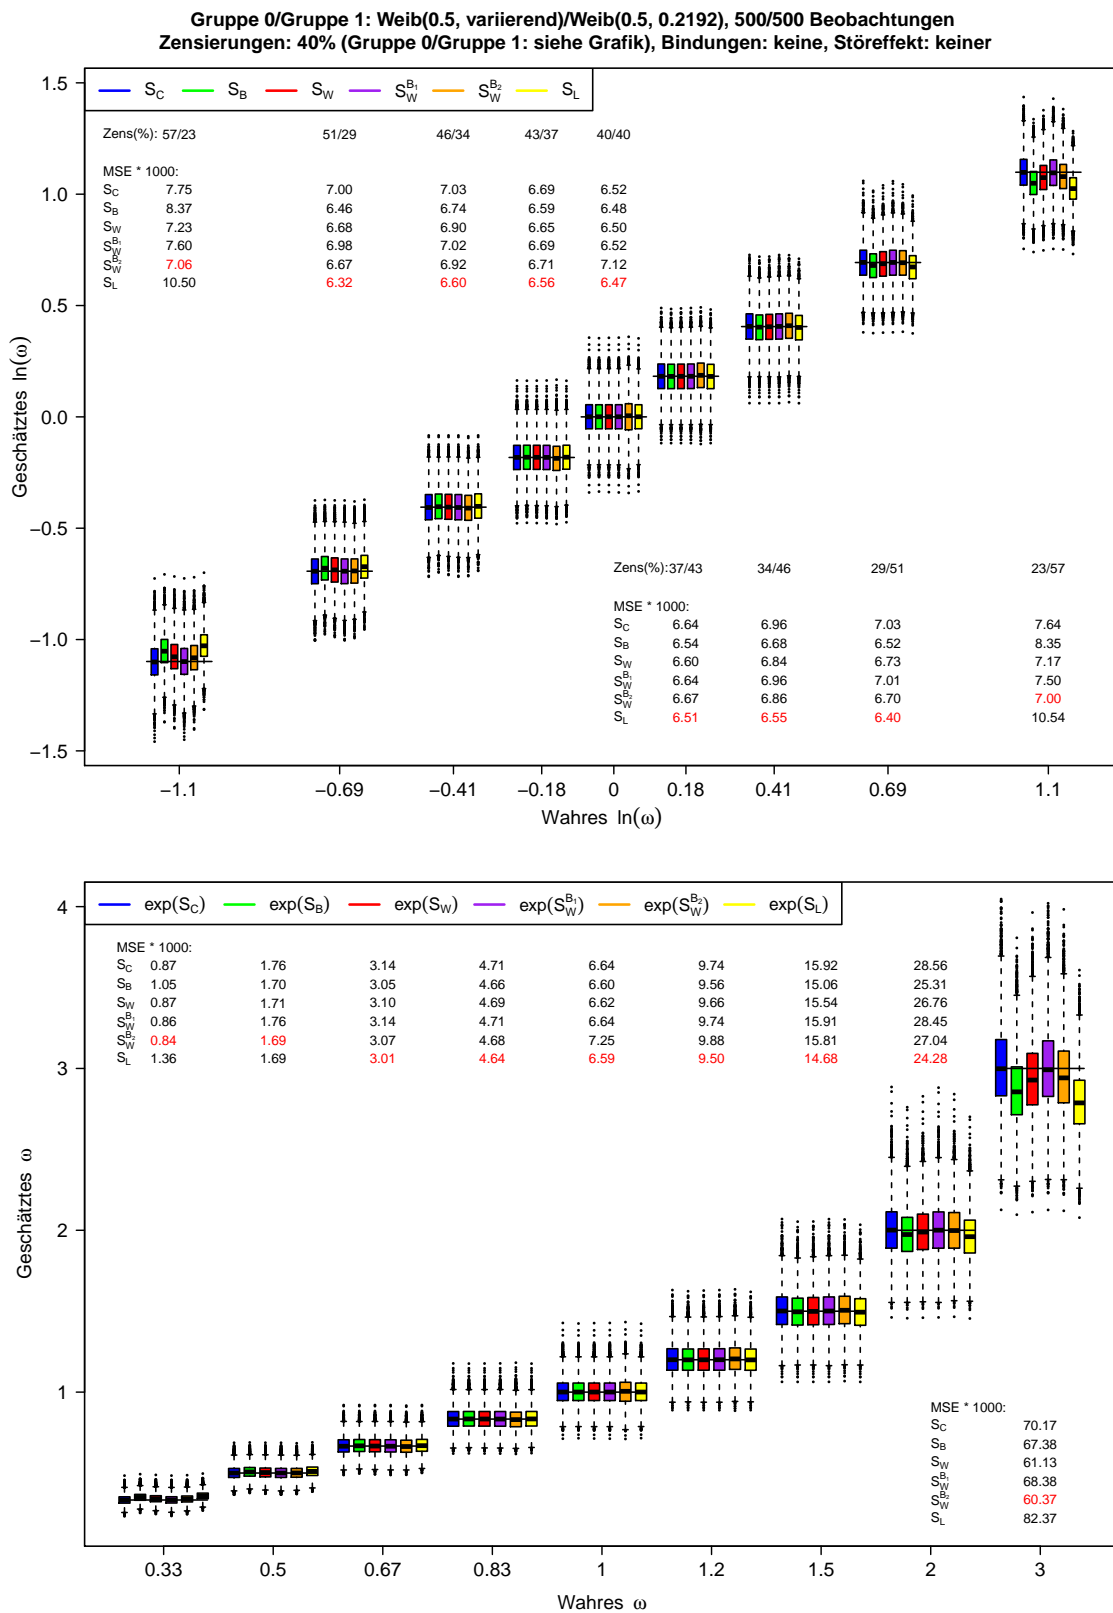 Gruppe 0/Gruppe 1: Weib(0.5, variierend)/Weib(0.5, 0.2192), 500/500 Beobachtungen
Zensierungen: 40% (Gruppe 0/Gruppe 1: siehe Grafik), Bindungen: keine, Störeffekt: keiner
S_C S_B S_W S_W^B₁ S_W^B₂ S_L
Zens(%): 57/23 51/29 46/34 43/37 40/40
MSE * 1000:
S_C 7.75 7.00 7.03 6.69 6.52
S_B 8.37 6.46 6.74 6.59 6.48
S_W 7.23 6.68 6.90 6.65 6.50
S_W^B₁ 7.60 6.98 7.02 6.69 6.52
S_W^B₂ 7.06 6.67 6.92 6.71 7.12
S_L 10.50 6.32 6.60 6.56 6.47
Zens(%): 37/43 34/46 29/51 23/57
MSE * 1000:
S_C 6.64 6.96 7.03 7.64
S_B 6.54 6.68 6.52 8.35
S_W 6.60 6.84 6.73 7.17
S_W^B₁ 6.64 6.96 7.01 7.50
S_W^B₂ 6.67 6.86 6.70 7.00
S_L 6.51 6.55 6.40 10.54
1.5
1.0
0.5
0.0
−0.5
−1.0
−1.5
Geschätztes ln(ω)
−1.1 −0.69 −0.41 −0.18 0 0.18 0.41 0.69 1.1
Wahres ln(ω)
exp(S_C) exp(S_B) exp(S_W) exp(S_W^B₁) exp(S_W^B₂) exp(S_L)
MSE * 1000:
S_C 0.87 1.76 3.14 4.71 6.64 9.74 15.92 28.56
S_B 1.05 1.70 3.05 4.66 6.60 9.56 15.06 25.31
S_W 0.87 1.71 3.10 4.69 6.62 9.66 15.54 26.76
S_W^B₁ 0.86 1.76 3.14 4.71 6.64 9.74 15.91 28.45
S_W^B₂ 0.84 1.69 3.07 4.68 7.25 9.88 15.81 27.04
S_L 1.36 1.69 3.01 4.64 6.59 9.50 14.68 24.28
MSE * 1000:
S_C 70.17
S_B 67.38
S_W 61.13
S_W^B₁ 68.38
S_W^B₂ 60.37
S_L 82.37
4
3
2
1
Geschätztes ω
0.33 0.5 0.67 0.83 1 1.2 1.5 2 3
Wahres ω